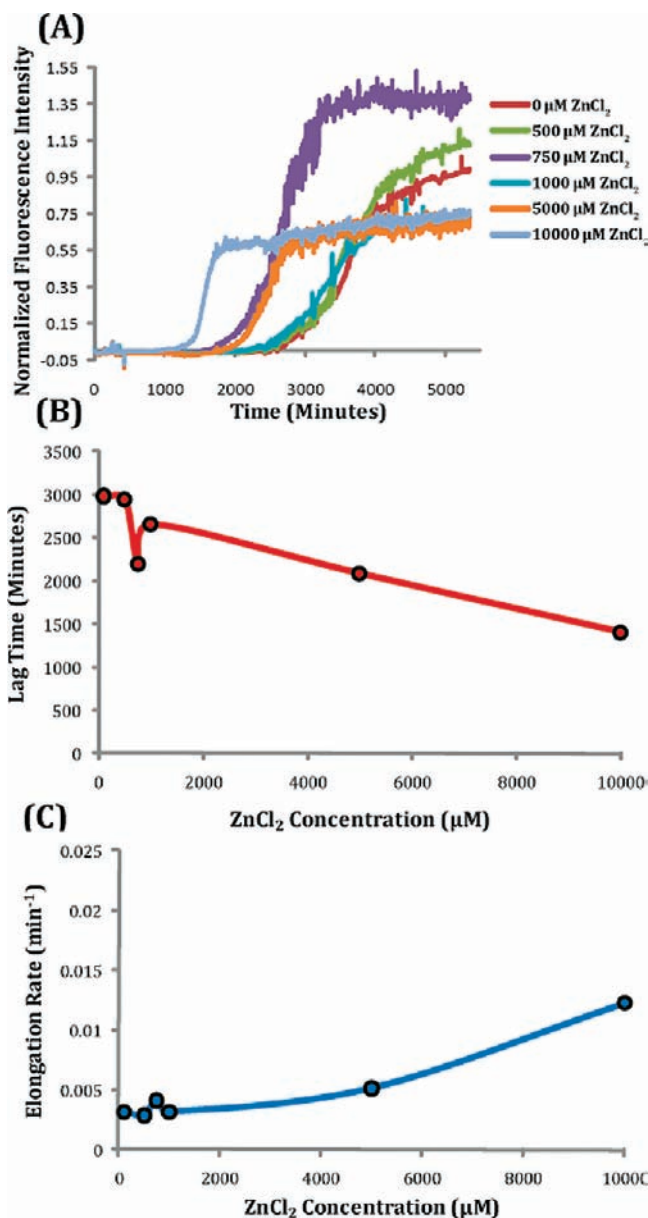 (A)
1.55
1.35
1.15
0.95
0.75
0.55
0.35
0.15
-0.05
Normalized Fluorescence Intensity
0 1000 2000 3000 4000 5000
Time (Minutes)
0 µM ZnCl₂
500 µM ZnCl₂
750 µM ZnCl₂
1000 µM ZnCl₂
5000 µM ZnCl₂
10000 µM ZnCl₂
(B)
3500
3000
2500
2000
1500
1000
500
0
Lag Time (Minutes)
0 2000 4000 6000 8000 10000
ZnCl₂ Concentration (µM)
(C)
0.025
0.02
0.015
0.01
0.005
0
Elongation Rate (min⁻¹)
0 2000 4000 6000 8000 10000
ZnCl₂ Concentration (µM)